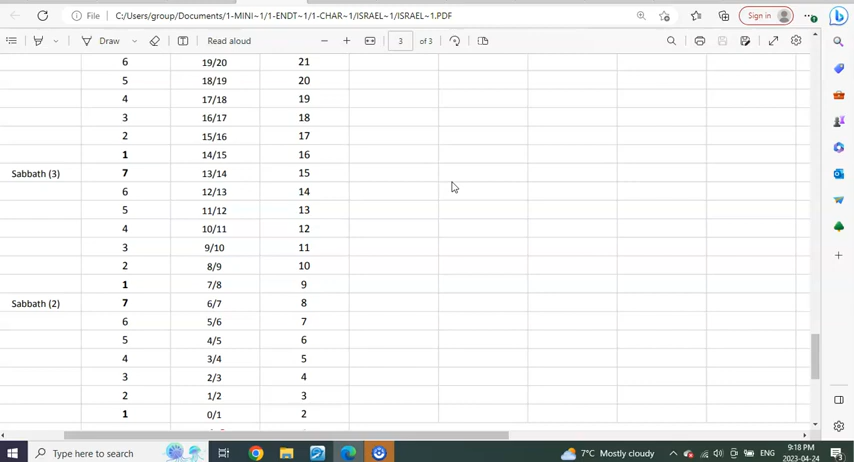 File C:/Users/group/Documents/1-MINI~1/1-ENDT~1/1-CHAR~1/ISRAEL~1/ISRAEL~1.PDF Sign in
Draw Read aloud 3 of 3
6 19/20 21
5 18/19 20
4 17/18 19
3 16/17 18
2 15/16 17
1 14/15 16
Sabbath (3) 7 13/14 15
6 12/13 14
5 11/12 13
4 10/11 12
3 9/10 11
2 8/9 10
1 7/8 9
Sabbath (2) 7 6/7 8
6 5/6 7
5 4/5 6
4 3/4 5
3 2/3 4
2 1/2 3
1 0/1 2
Type here to search 7°C Mostly cloudy ENG 9:18 PM
2023-04-24 3